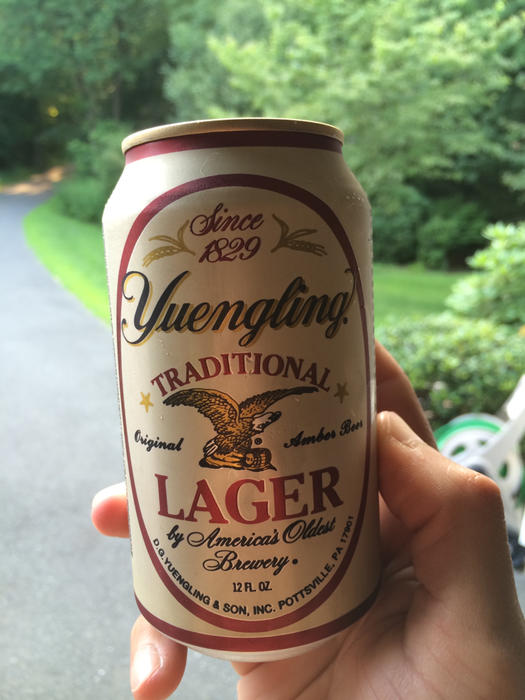 Since
1829
Yuengling
TRADITIONAL
Original Amber Beer
LAGER
by America's Oldest
Brewery.
12 FL. OZ.
D.G. YUENGLING & SON, INC. POTTSVILLE, PA 17901